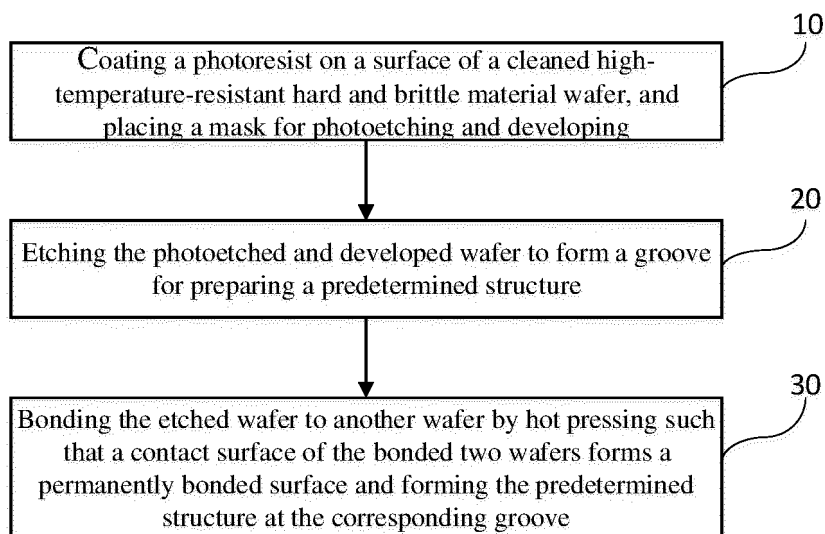 10
Coating a photoresist on a surface of a cleaned high-
temperature-resistant hard and brittle material wafer, and
placing a mask for photoetching and developing
20
Etching the photoetched and developed wafer to form a groove
for preparing a predetermined structure
30
Bonding the etched wafer to another wafer by hot pressing such
that a contact surface of the bonded two wafers forms a
permanently bonded surface and forming the predetermined
structure at the corresponding groove